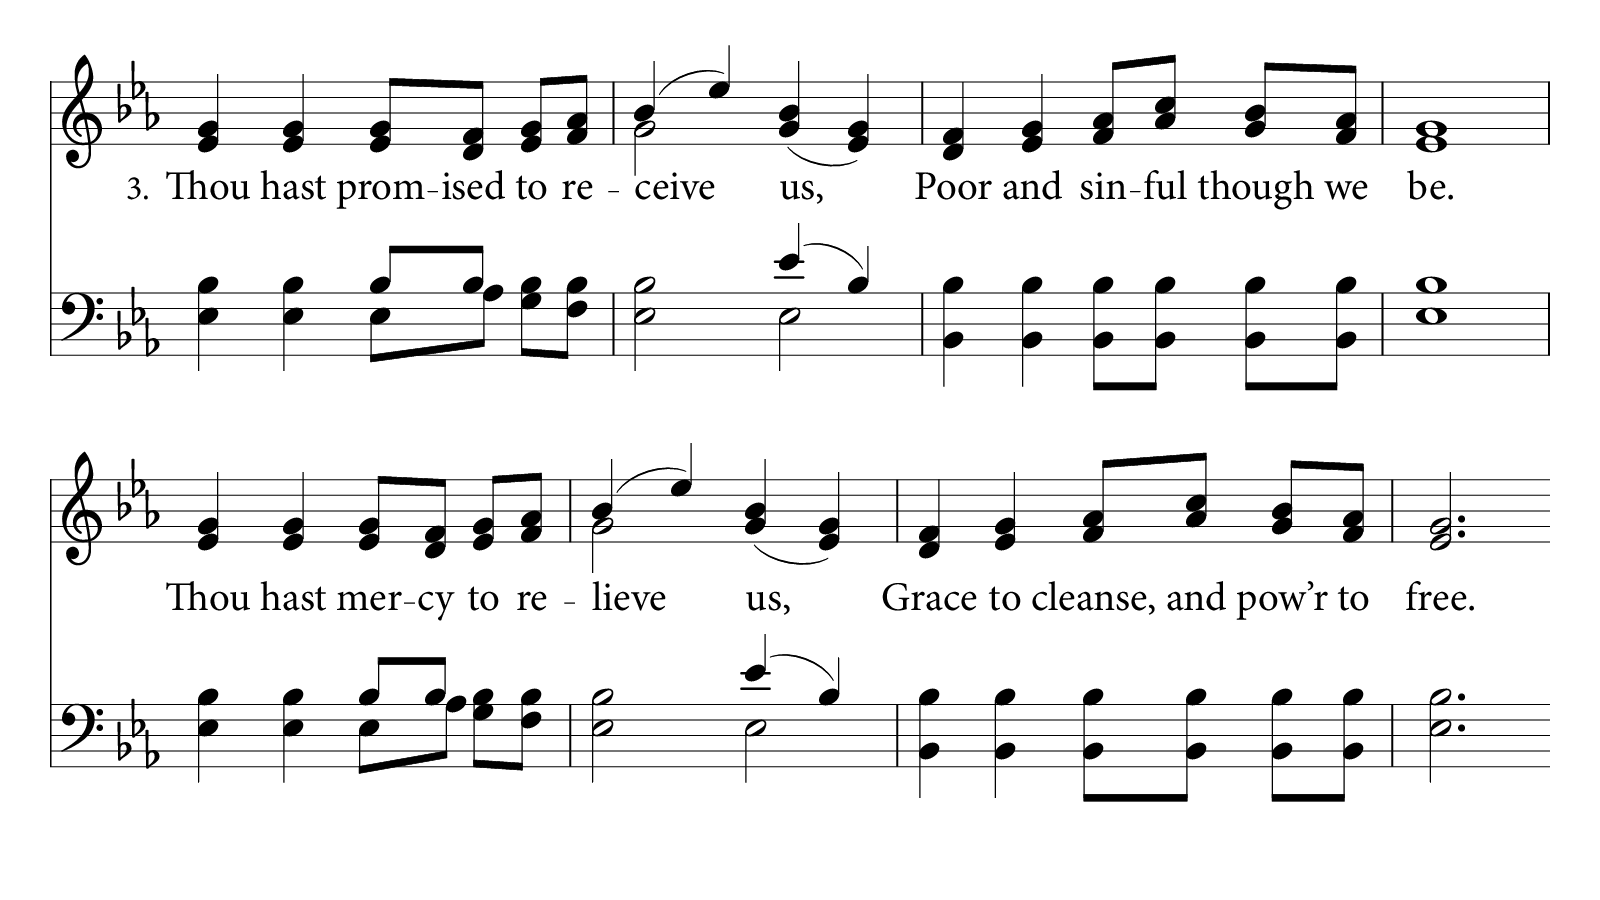 3. Thou hast prom-ised to re - ceive us, Poor and sin-ful though we be.
Thou hast mer-cy to re - lieve us, Grace to cleanse, and pow’r to free.